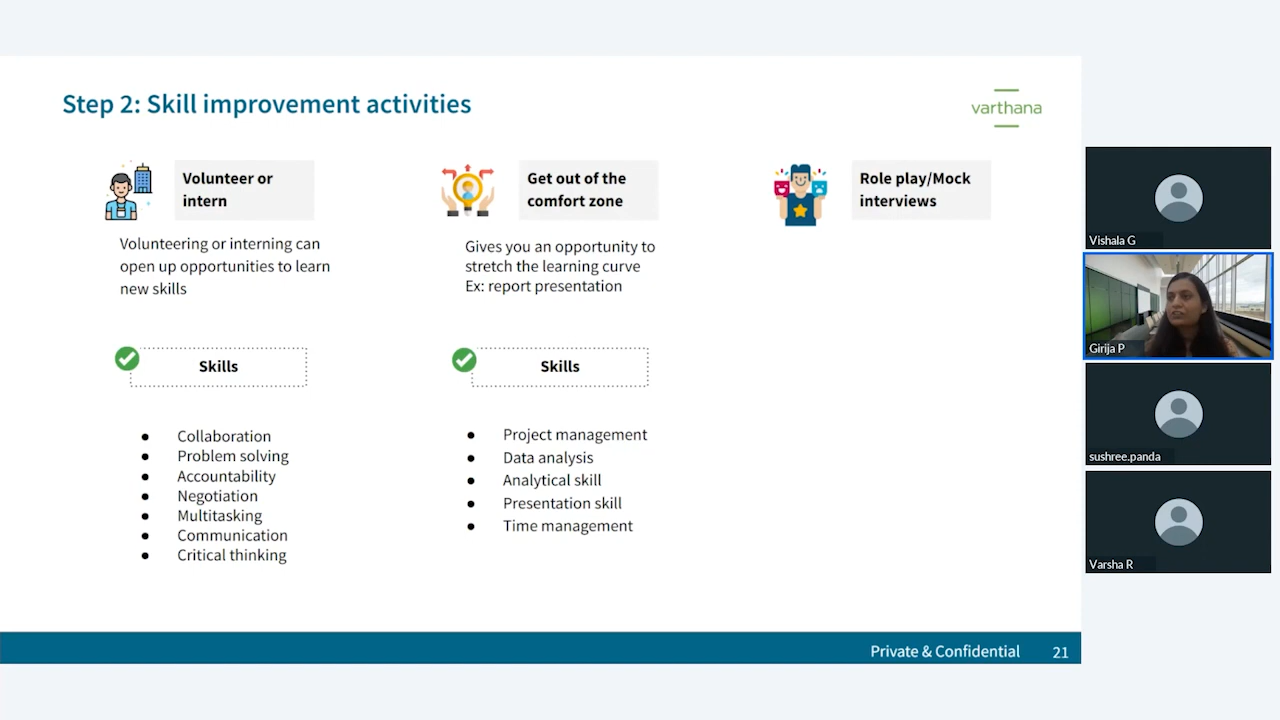 Step 2: Skill improvement activities
varthana
Volunteer or
intern
Volunteering or interning can
open up opportunities to learn
new skills
Skills
● Collaboration
● Problem solving
● Accountability
● Negotiation
● Multitasking
● Communication
● Critical thinking
Get out of the
comfort zone
Gives you an opportunity to
stretch the learning curve
Ex: report presentation
Skills
● Project management
● Data analysis
● Analytical skill
● Presentation skill
● Time management
Role play/Mock
interviews
Private & Confidential 21
Vishala G
Girija P
sushree.panda
Varsha R